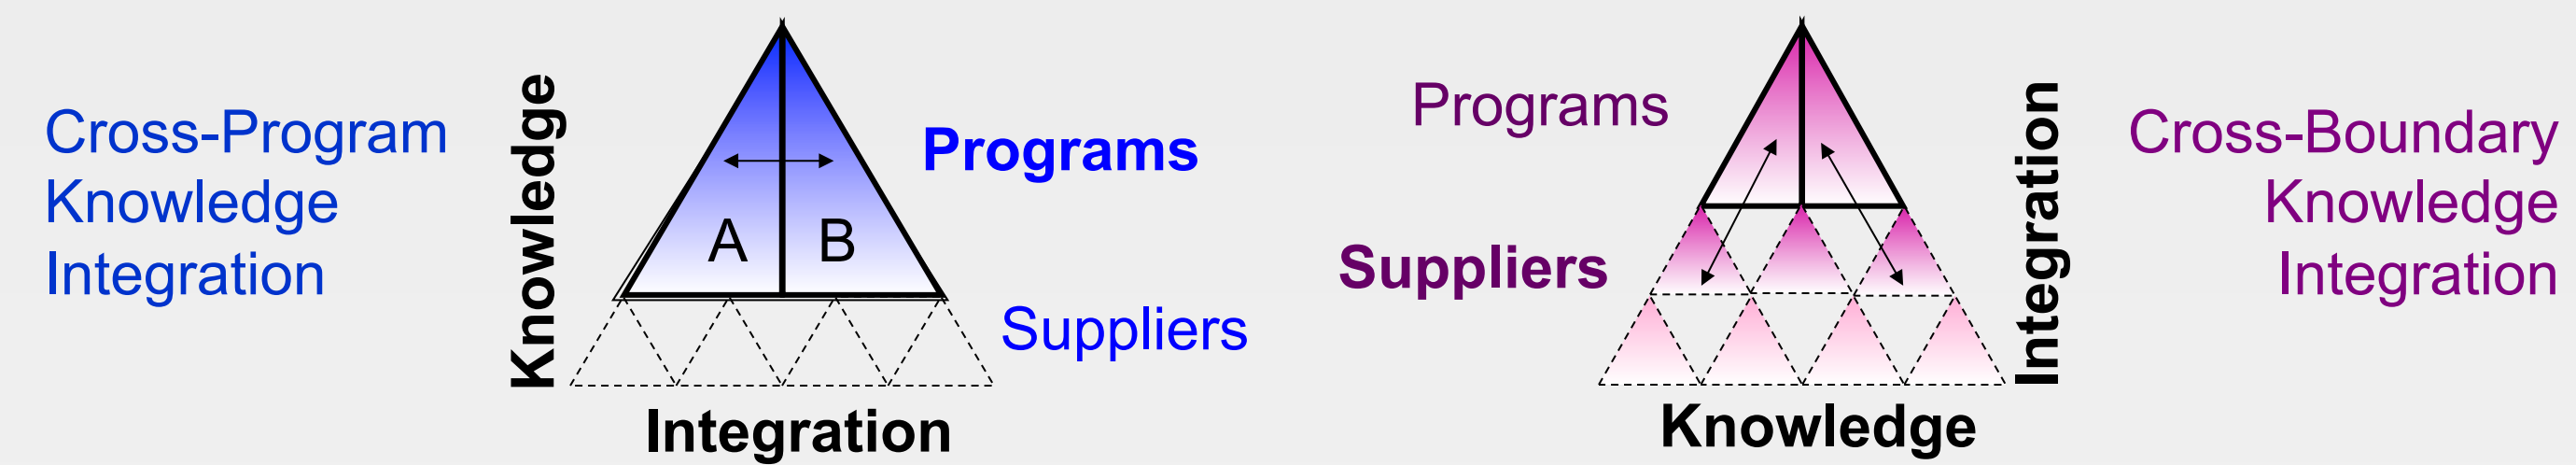 Cross-Program
Knowledge
Integration
Knowledge
A
B
Programs
Suppliers
Integration
Programs
Suppliers
Integration
Knowledge
Cross-Boundary
Knowledge
Integration